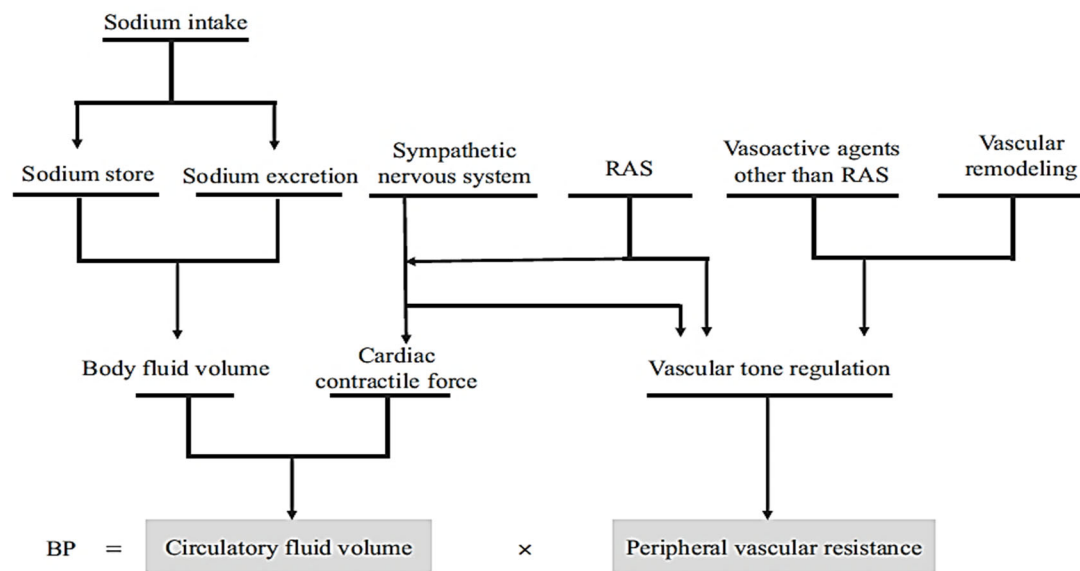 Sodium intake
Sodium store
Sodium excretion
Sympathetic
nervous system
RAS
Vasoactive agents
other than RAS
Vascular
remodeling
Body fluid volume
Cardiac
contractile force
Vascular tone regulation
BP = Circulatory fluid volume × Peripheral vascular resistance